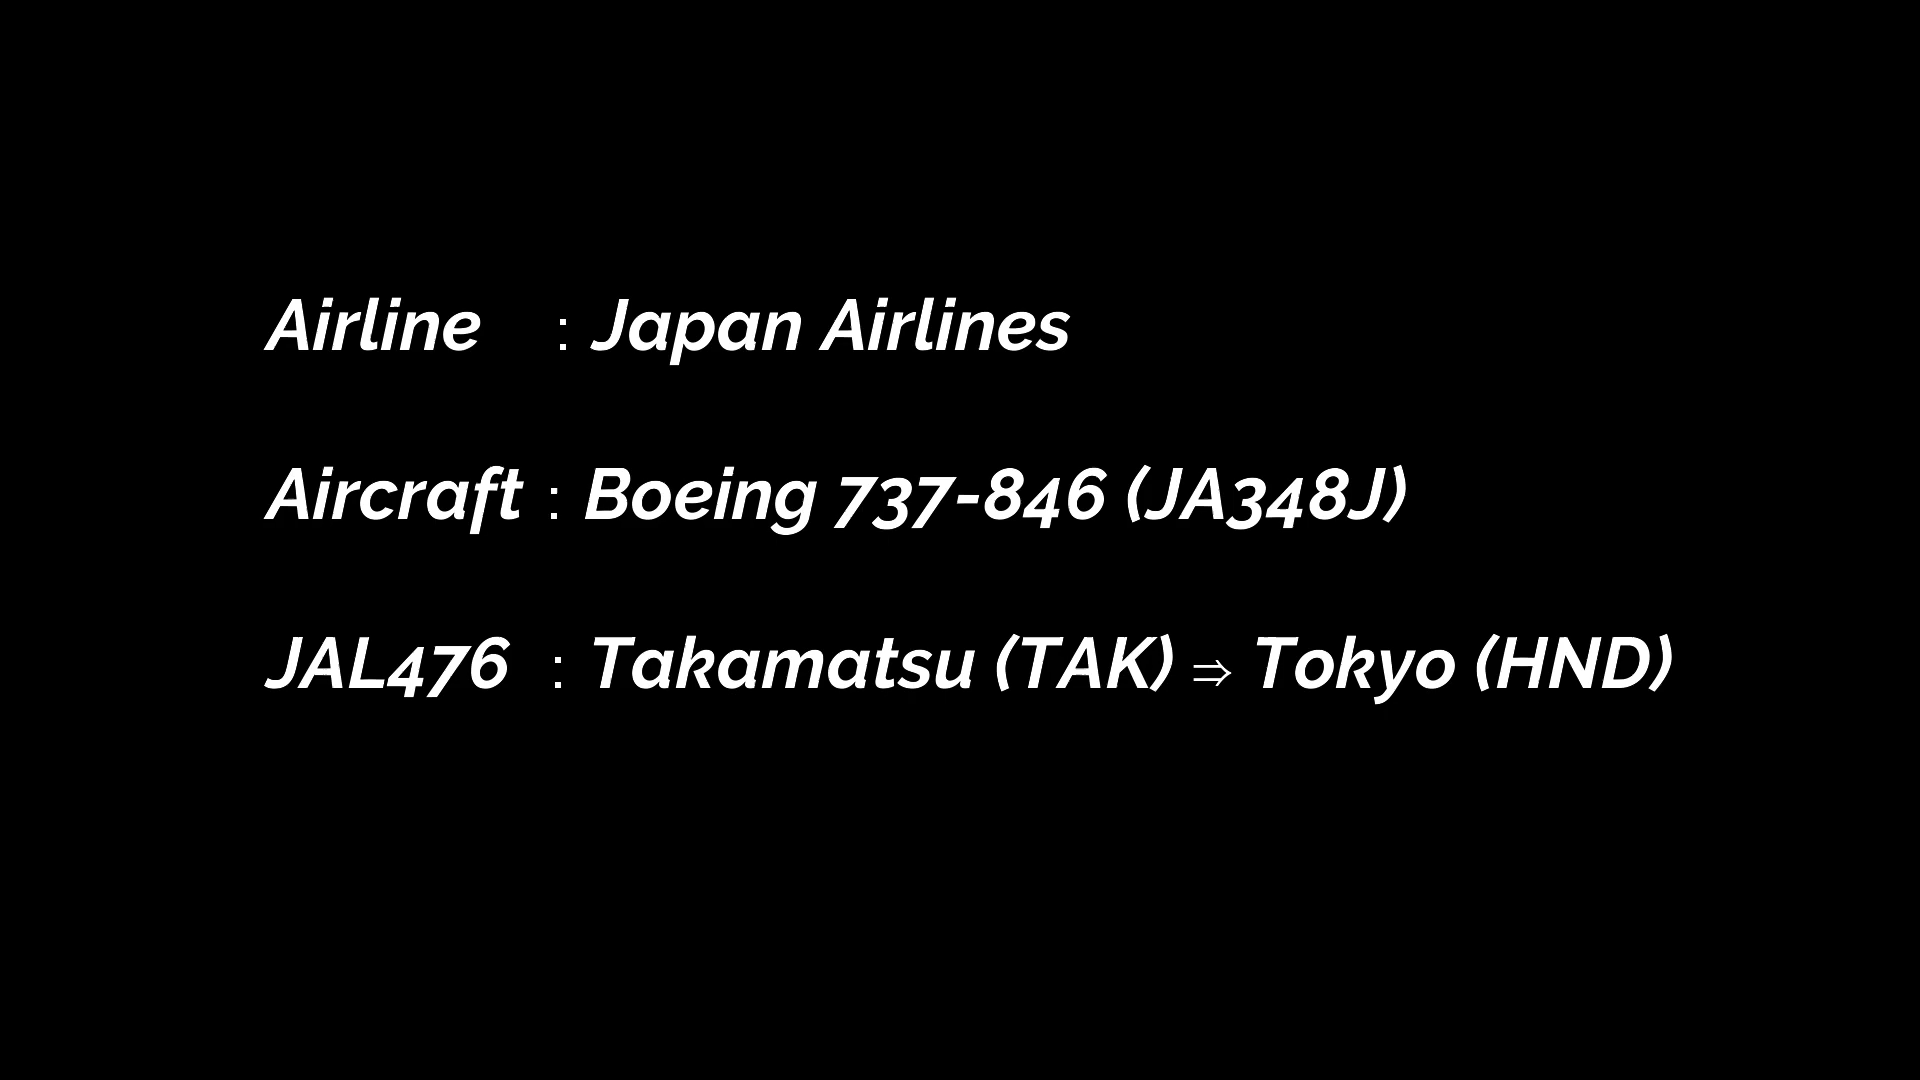 Airline : Japan Airlines
Aircraft : Boeing 737-846 (JA348J)
JAL476 : Takamatsu (TAK) ⇒ Tokyo (HND)